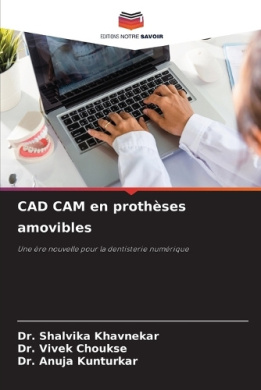 EDITIONS NOTRE SAVOIR
CAD CAM en prothèses
amovibles
Une ère nouvelle pour la dentisterie numérique
Dr. Shalvika Khavnekar
Dr. Vivek Choukse
Dr. Anuja Kunturkar